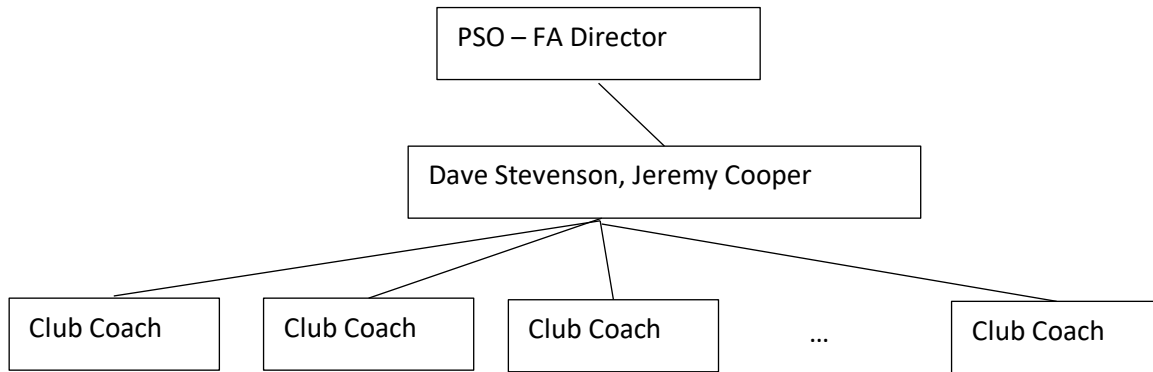 PSO – FA Director
Dave Stevenson, Jeremy Cooper
Club Coach
Club Coach
Club Coach
...
Club Coach